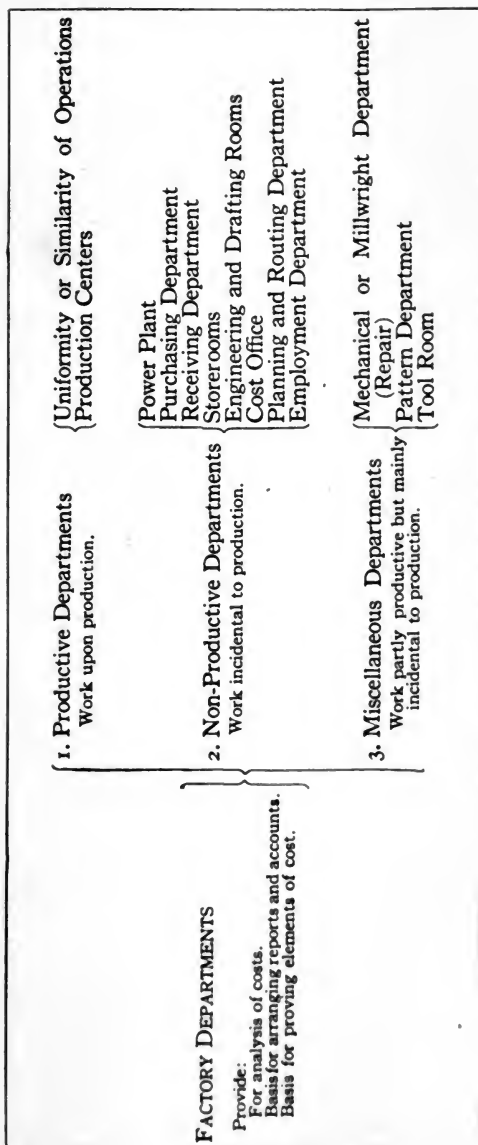 FACTORY DEPARTMENTS
Provide:
For analysis of costs.
Basis for arranging reports and accounts.
Basis for proving elements of cost.
1. Productive Departments
Work upon production.
Uniformity or Similarity of Operations
Production Centers
2. Non-Productive Departments
Work incidental to production.
Power Plant
Purchasing Department
Receiving Department
Storerooms
Engineering and Drafting Rooms
Cost Office
Planning and Routing Department
Employment Department
3. Miscellaneous Departments
Work partly productive but mainly
incidental to production.
Mechanical or Millwright Department
(Repair)
Pattern Department
Tool Room